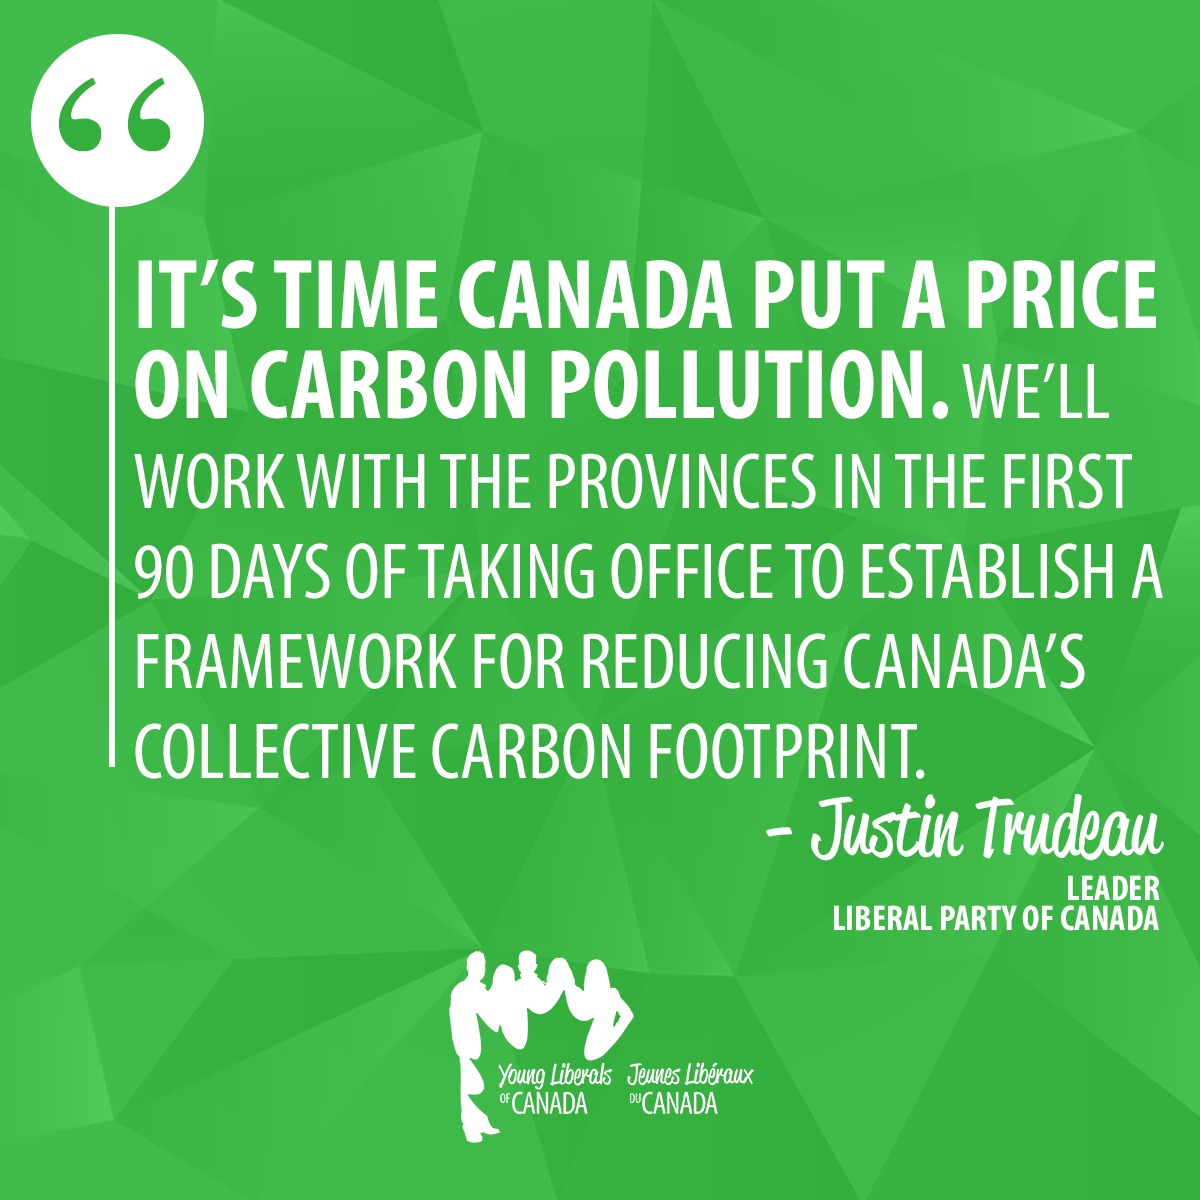 “
IT’S TIME CANADA PUT A PRICE
ON CARBON POLLUTION. WE’LL
WORK WITH THE PROVINCES IN THE FIRST
90 DAYS OF TAKING OFFICE TO ESTABLISH A
FRAMEWORK FOR REDUCING CANADA’S
COLLECTIVE CARBON FOOTPRINT.
- Justin Trudeau
LEADER
LIBERAL PARTY OF CANADA
Young Liberals Jeunes Libéraux
OF CANADA DU CANADA